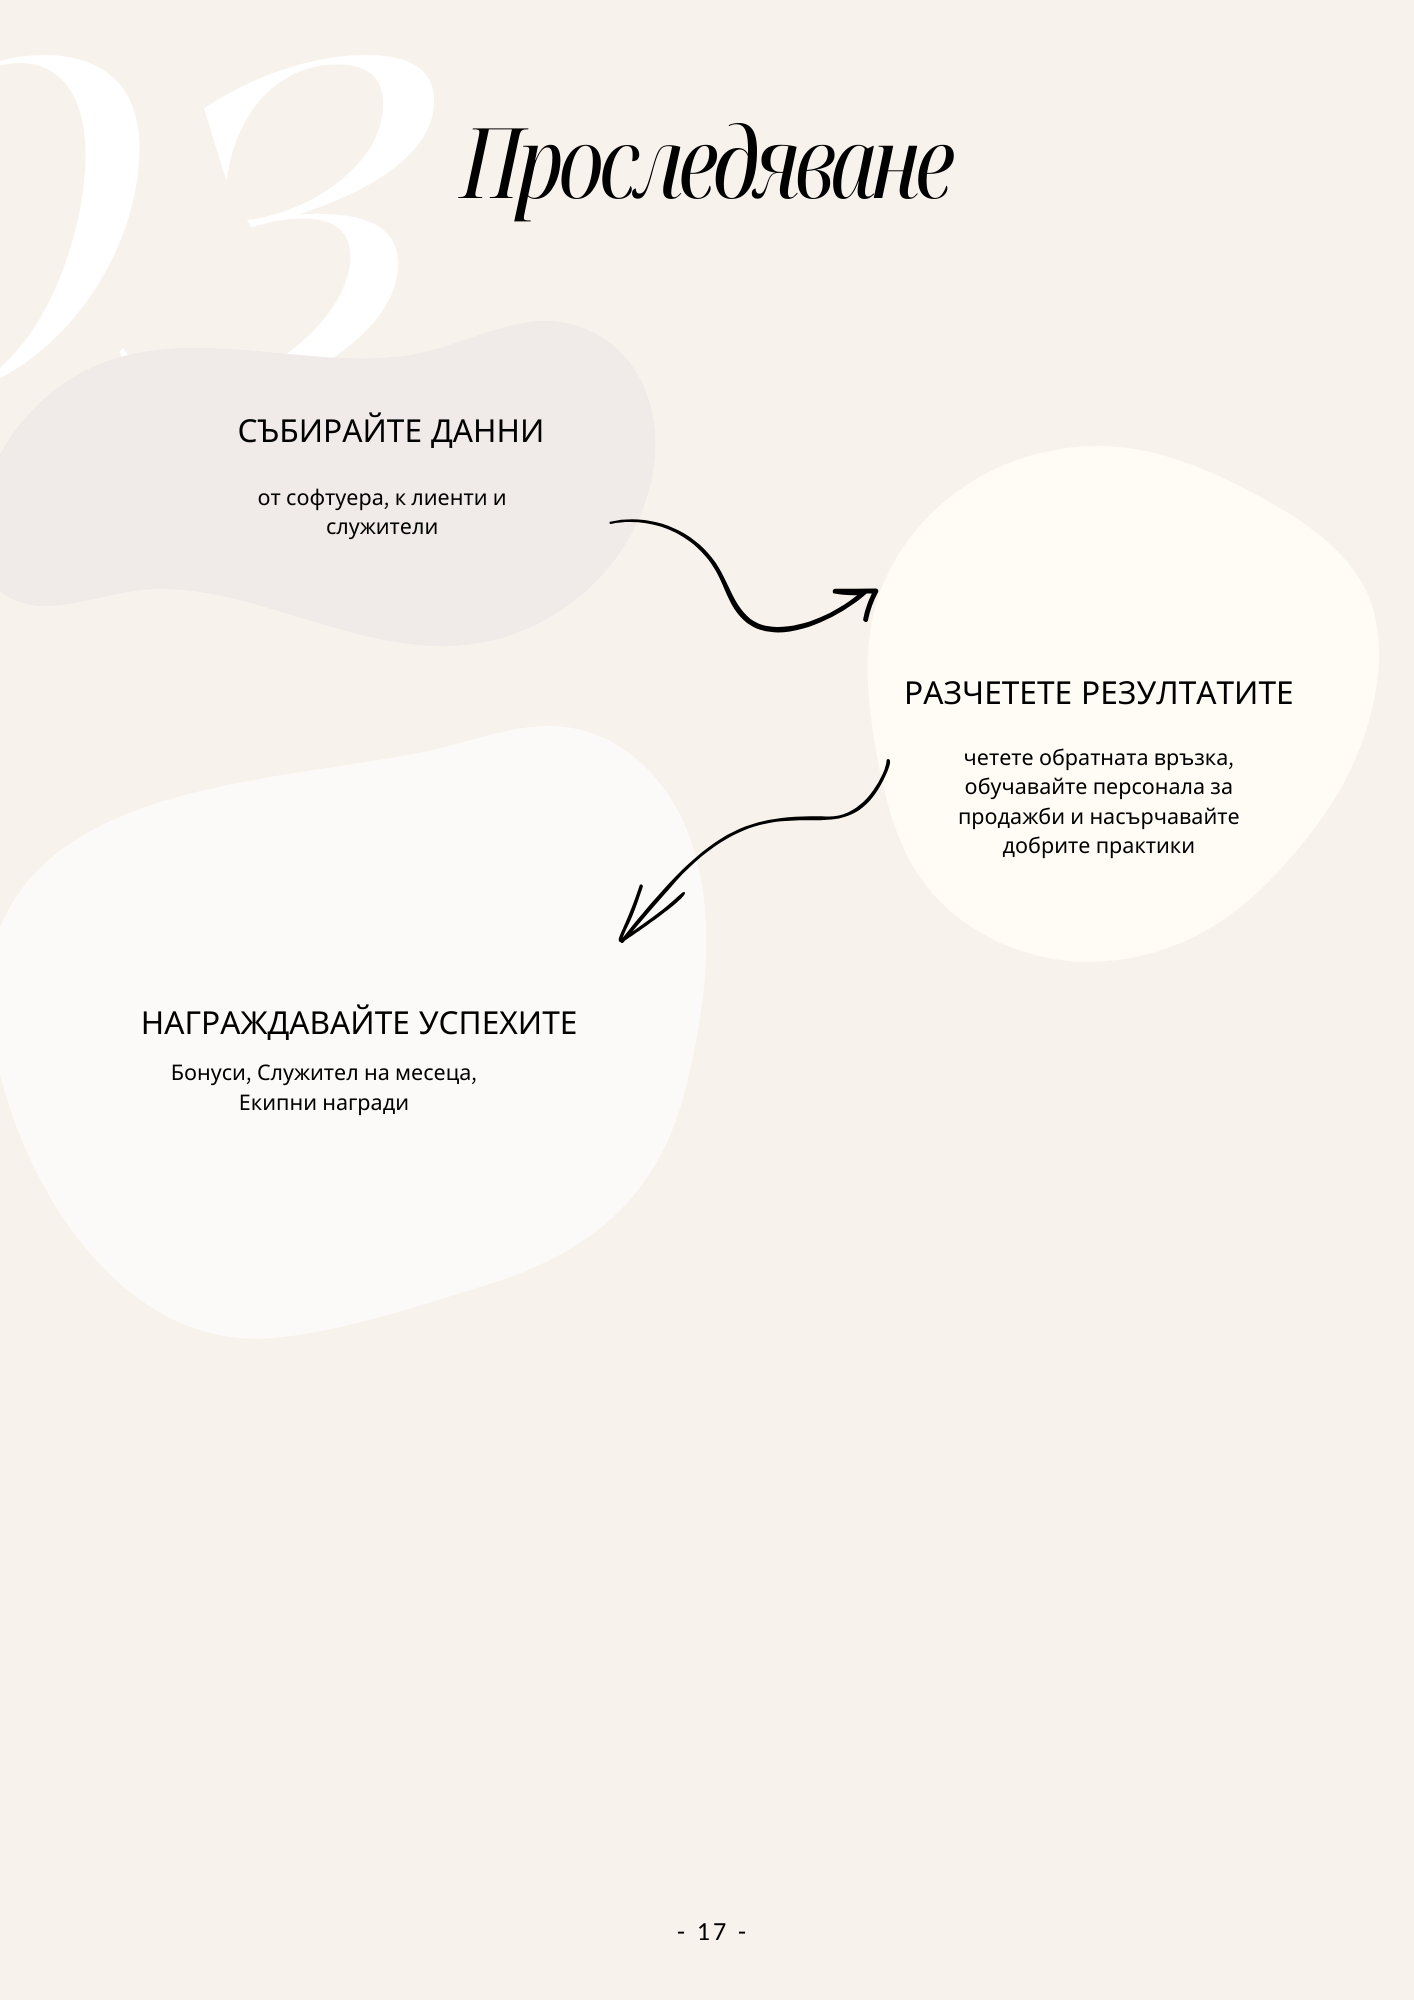 03
Проследяване
СЪБИРАЙТЕ ДАННИ
от софтуера, к лиенти и
служители
РАЗЧЕТЕТЕ РЕЗУЛТАТИТЕ
четете обратната връзка,
обучавайте персонала за
продажби и насърчавайте
добрите практики
НАГРАЖДАВАЙТЕ УСПЕХИТЕ
Бонуси, Служител на месеца,
Екипни награди
- 17 -